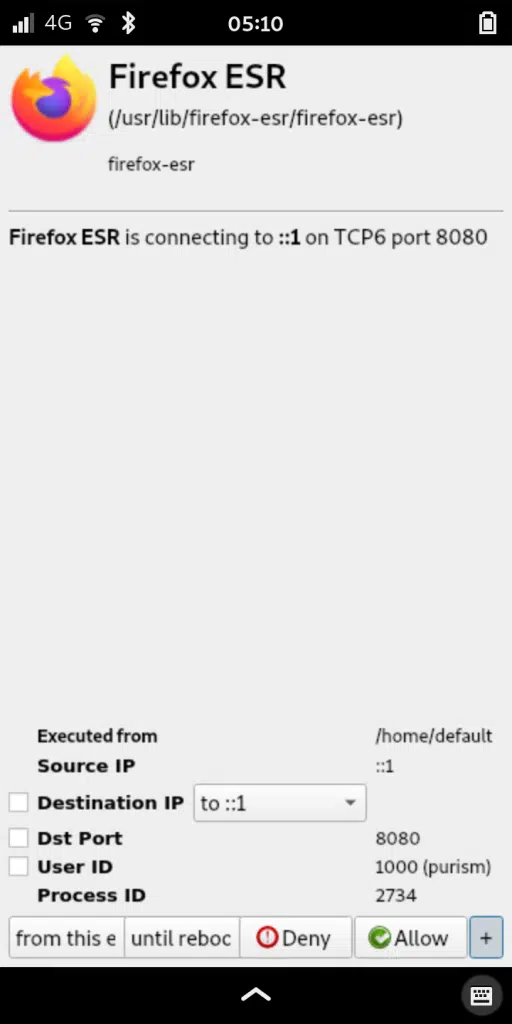 4G 05:10
Firefox ESR
(/usr/lib/firefox-esr/firefox-esr)
firefox-esr
Firefox ESR is connecting to ::1 on TCP6 port 8080
Executed from /home/default
Source IP ::1
Destination IP to ::1
Dst Port 8080
User ID 1000 (purism)
Process ID 2734
from this e until reboc Deny Allow +